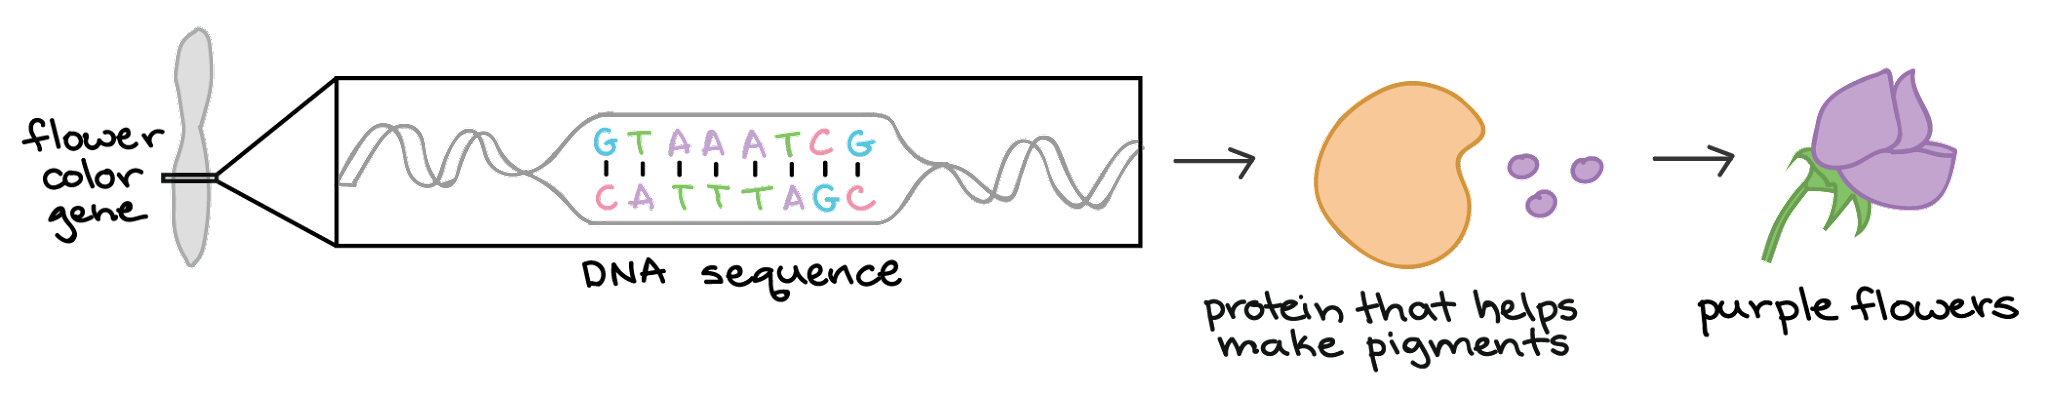 flower
color
gene
G T A A A T C G
C A T T T A G C
DNA sequence
protein that helps
make pigments
purple flowers